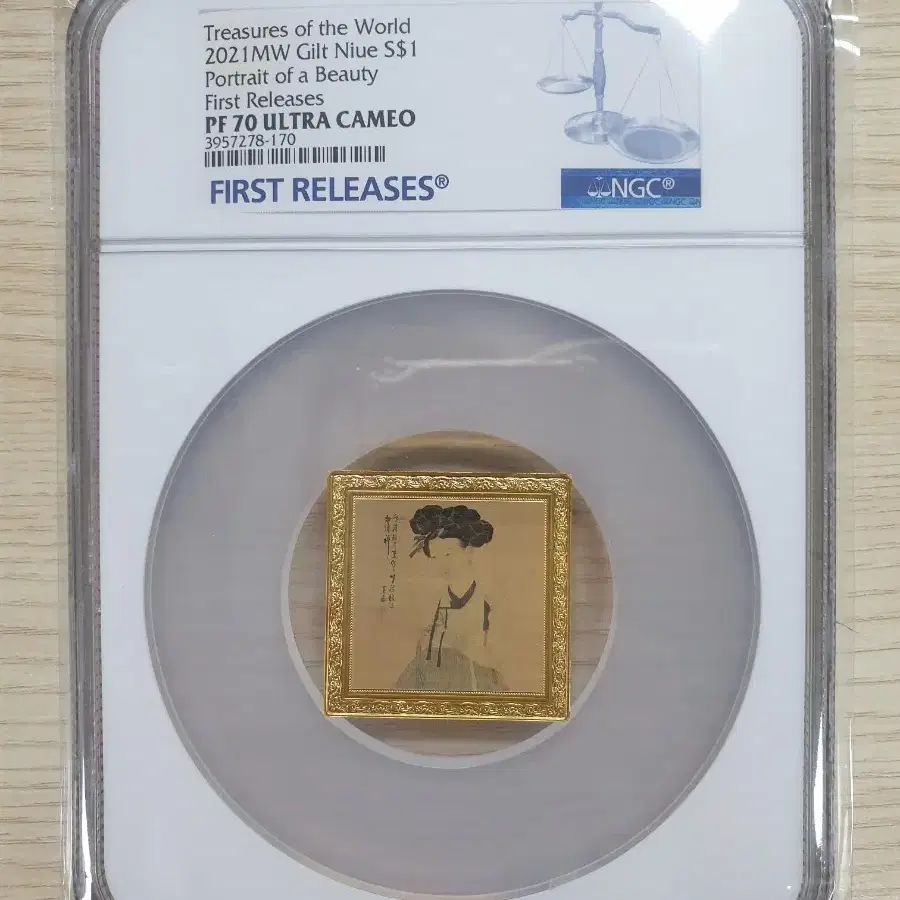 Treasures of the World
2021MW Gilt Niue S$1
Portrait of a Beauty
First Releases
PF 70 ULTRA CAMEO
3957278-170
FIRST RELEASES®
NGC®